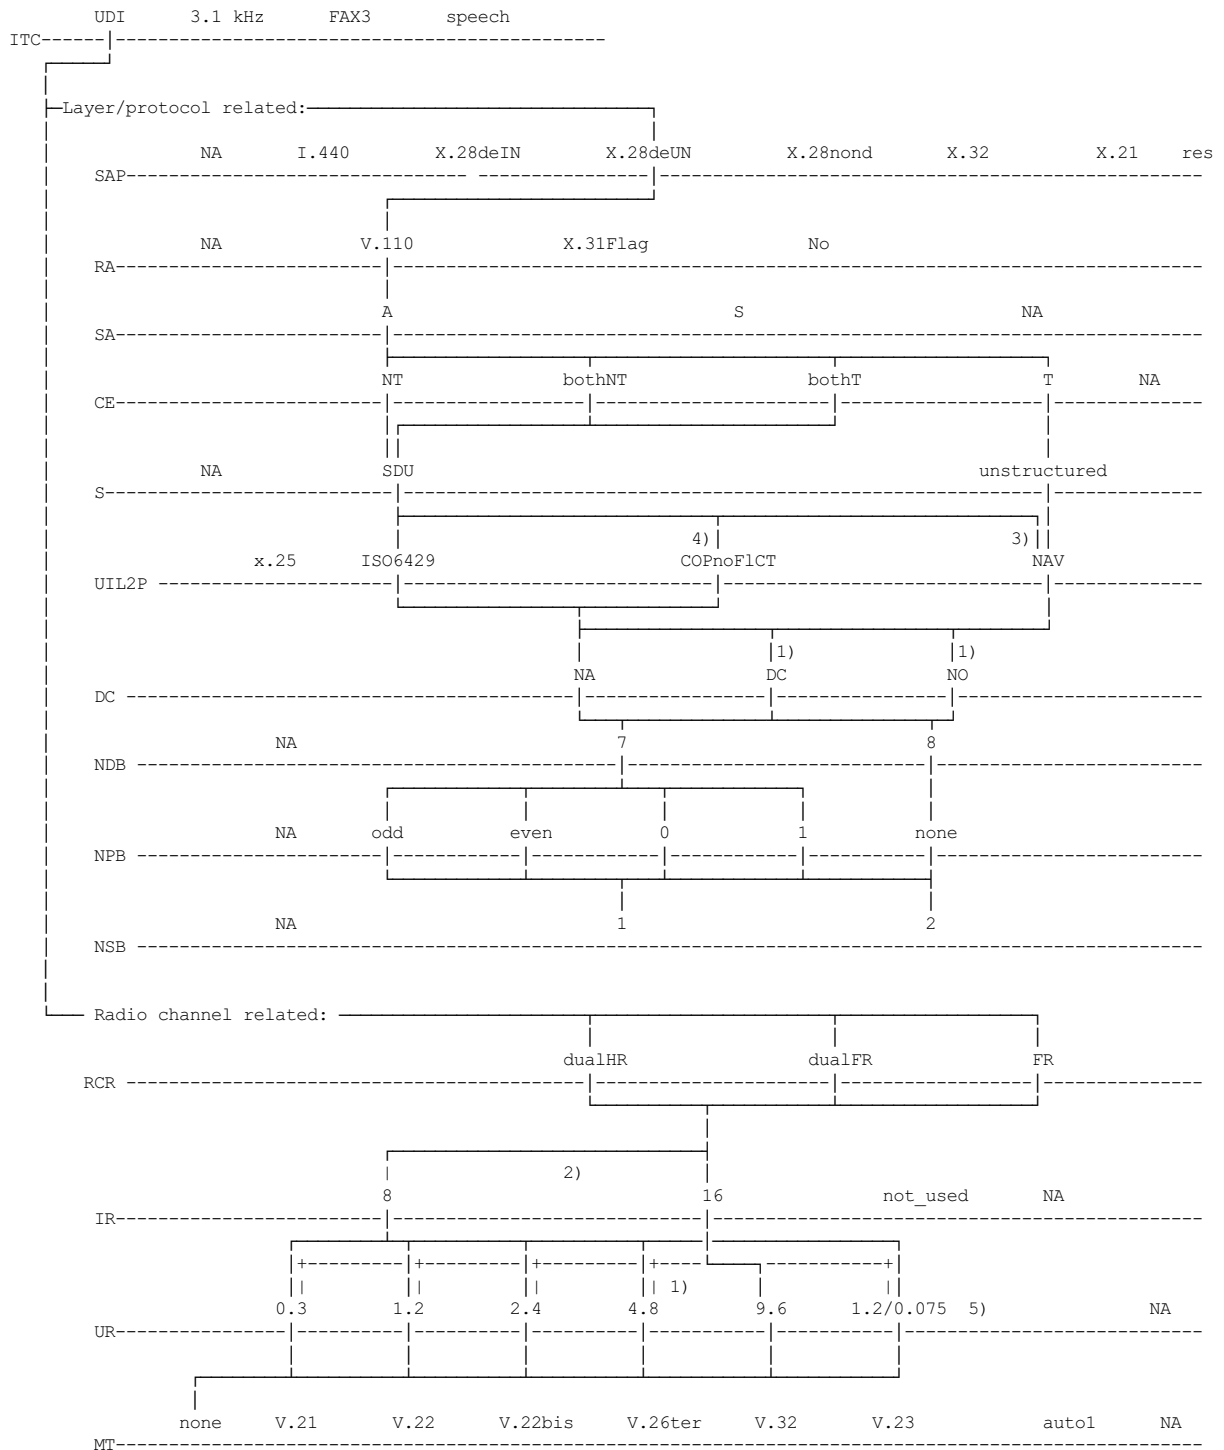 UDI 3.1 kHz FAX3 speech
ITC
Layer/protocol related:
NA I.440 X.28deIN X.28deUN X.28nond X.32 X.21 res
SAP
NA V.110 X.31Flag No
RA
A S NA
SA
NT bothNT bothT T NA
CE
NA SDU unstructured
S
4) 3)
x.25 ISO6429 COPnoFlCT NAV
UIL2P
1) 1)
NA DC NO
DC
NA 7 8
NDB
NA odd even 0 1 none
NPB
NA 1 2
NSB
Radio channel related:
dualHR dualFR FR
RCR
2)
8 16 not_used NA
IR
1)
0.3 1.2 2.4 4.8 9.6 1.2/0.075 5) NA
UR
none V.21 V.22 V.22bis V.26ter V.32 V.23 auto1 NA
MT